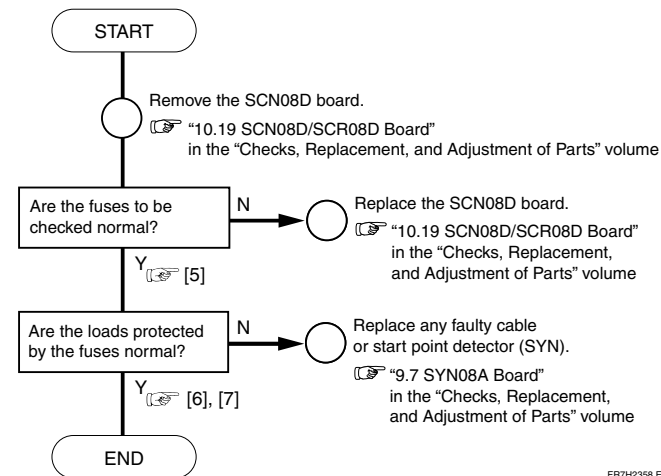 START
Remove the SCN08D board.
“10.19 SCN08D/SCR08D Board”
in the “Checks, Replacement, and Adjustment of Parts” volume
Are the fuses to be
checked normal?
N
Replace the SCN08D board.
“10.19 SCN08D/SCR08D Board”
in the “Checks, Replacement,
and Adjustment of Parts” volume
Y
[5]
Are the loads protected
by the fuses normal?
N
Replace any faulty cable
or start point detector (SYN).
“9.7 SYN08A Board”
in the “Checks, Replacement,
and Adjustment of Parts” volume
Y
[6], [7]
END